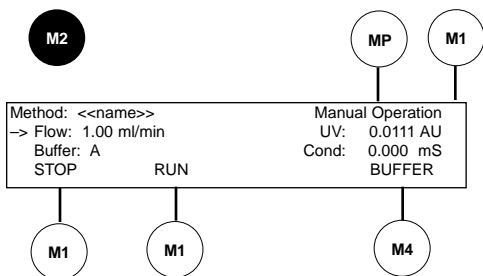 M2
MP
M1
Method: <<name>> Manual Operation
–> Flow: 1.00 ml/min UV: 0.0111 AU
Buffer: A Cond: 0.000 mS
STOP RUN BUFFER
M1
M1
M4